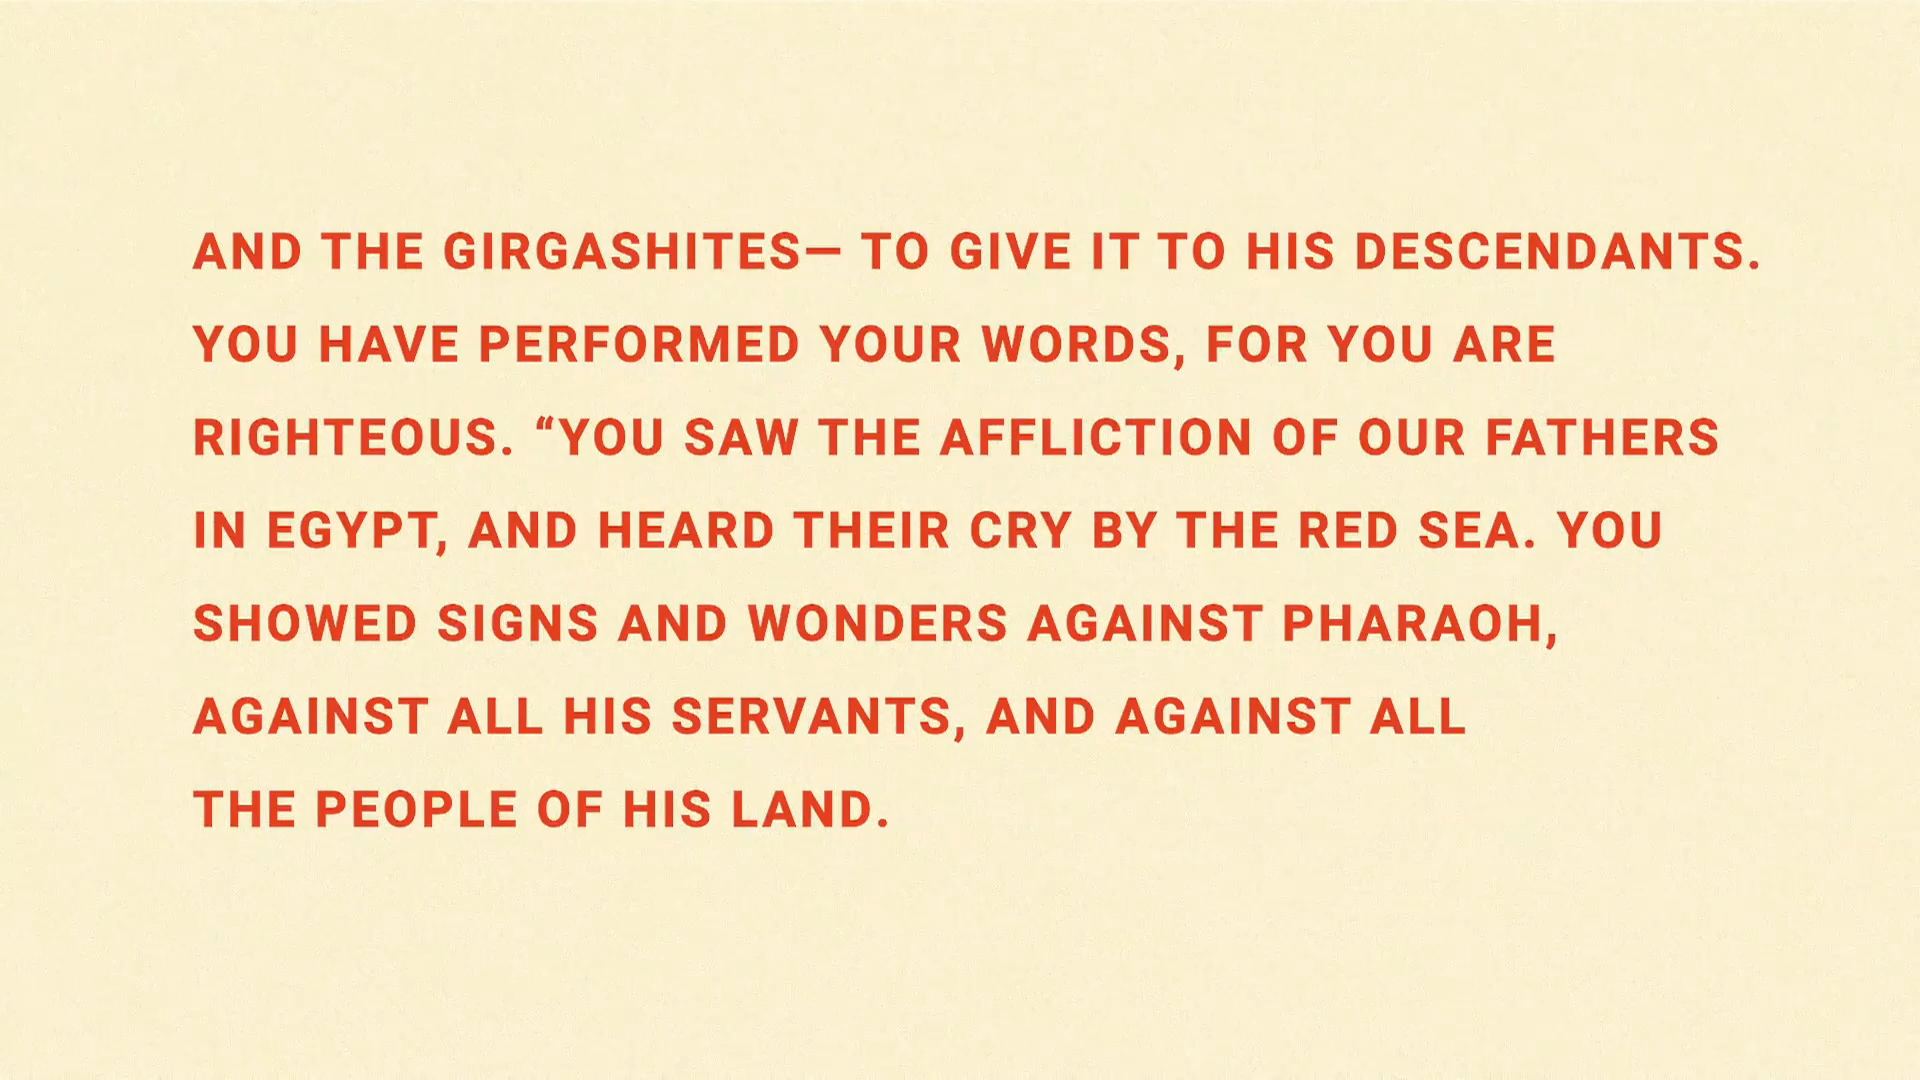 AND THE GIRGASHITES— TO GIVE IT TO HIS DESCENDANTS.
YOU HAVE PERFORMED YOUR WORDS, FOR YOU ARE
RIGHTEOUS. “YOU SAW THE AFFLICTION OF OUR FATHERS
IN EGYPT, AND HEARD THEIR CRY BY THE RED SEA. YOU
SHOWED SIGNS AND WONDERS AGAINST PHARAOH,
AGAINST ALL HIS SERVANTS, AND AGAINST ALL
THE PEOPLE OF HIS LAND.